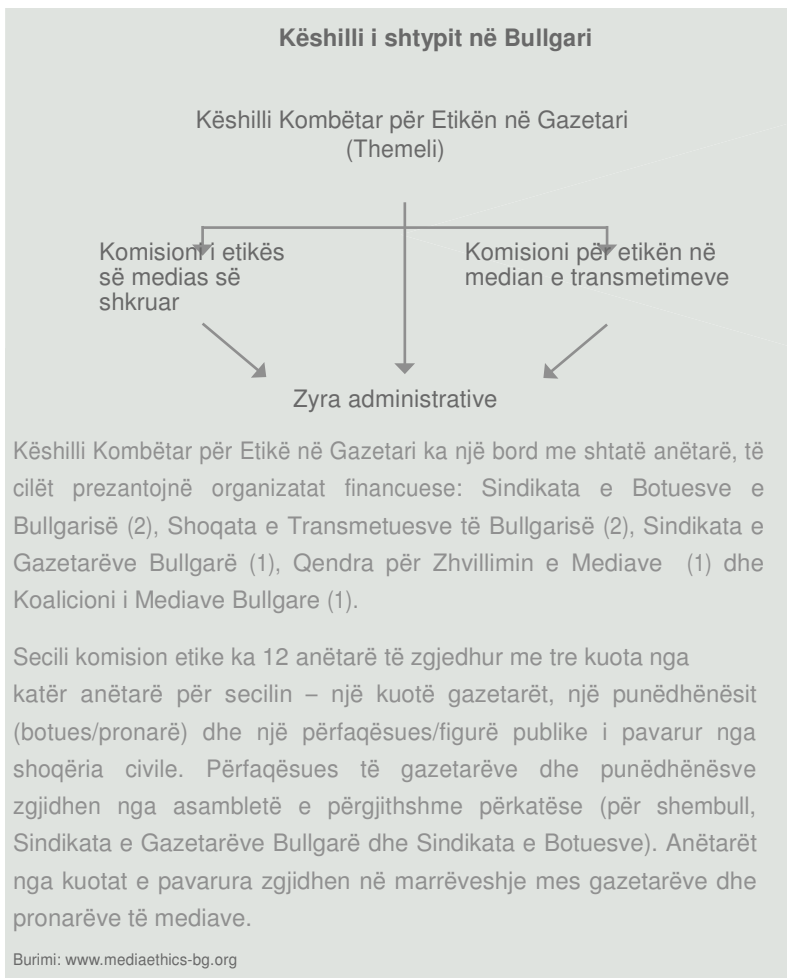 Këshilli i shtypit në Bullgari
Këshilli Kombëtar për Etikën në Gazetari
(Themeli)
Komisioni i etikës
së medias së
shkruar
Komisioni për etikën në
median e transmetimeve
Zyra administrative
Këshilli Kombëtar për Etikë në Gazetari ka një bord me shtatë anëtarë, të
cilët prezantojnë organizatat financuese: Sindikata e Botuesve e
Bullgarisë (2), Shoqata e Transmetuesve të Bullgarisë (2), Sindikata e
Gazetarëve Bullgarë (1), Qendra për Zhvillimin e Mediave (1) dhe
Koalicioni i Mediave Bullgare (1).
Secili komision etike ka 12 anëtarë të zgjedhur me tre kuota nga
katër anëtarë për secilin – një kuotë gazetarët, një punëdhënësit
(botues/pronarë) dhe një përfaqësues/figurë publike i pavarur nga
shoqëria civile. Përfaqësues të gazetarëve dhe punëdhënësve
zgjidhen nga asambletë e përgjithshme përkatëse (për shembull,
Sindikata e Gazetarëve Bullgarë dhe Sindikata e Botuesve). Anëtarët
nga kuotat e pavarura zgjidhen në marrëveshje mes gazetarëve dhe
pronarëve të mediave.
Burimi: www.mediaethics-bg.org